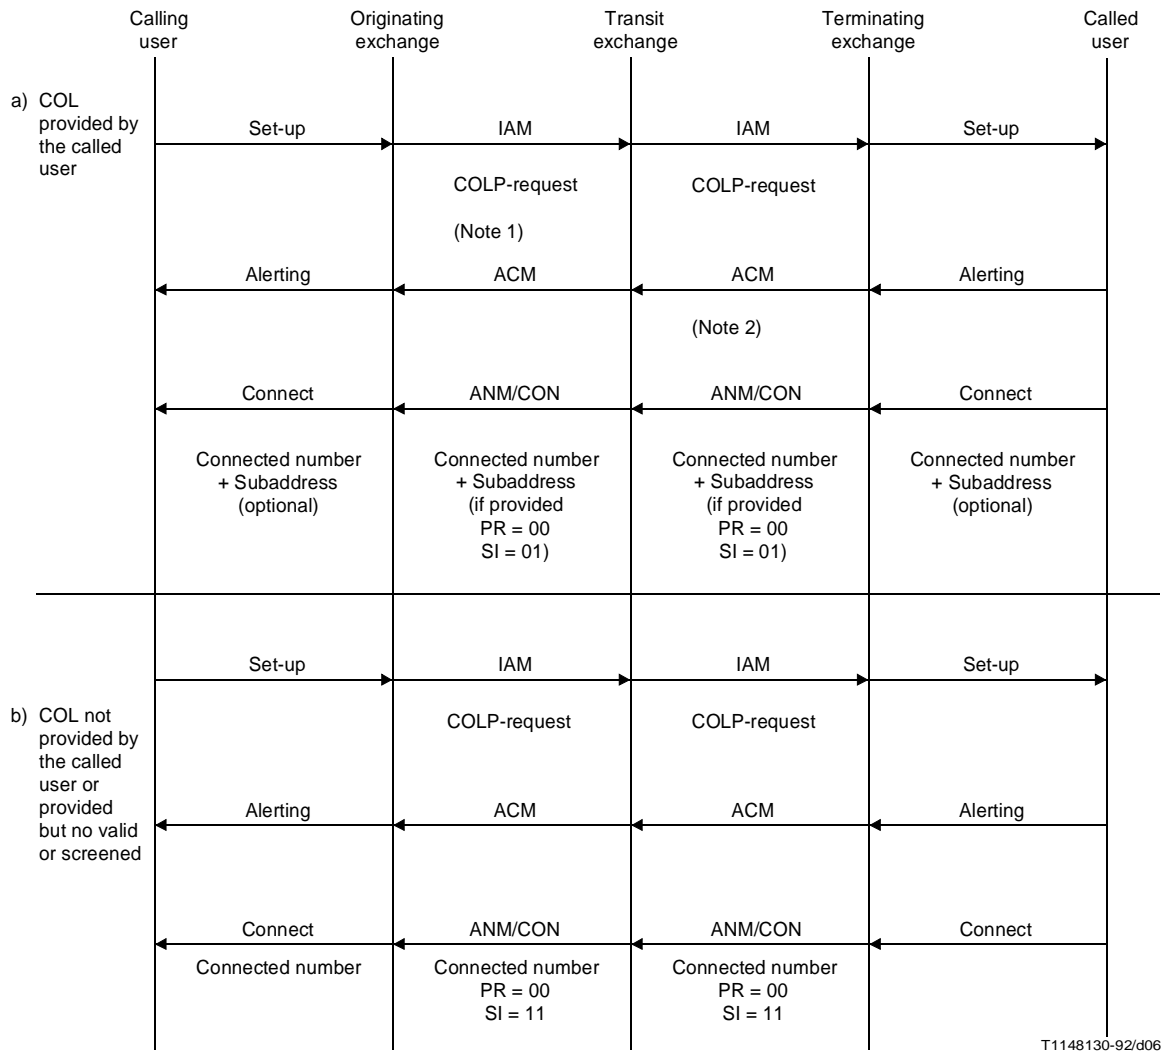 Calling
user
Originating
exchange
Transit
exchange
Terminating
exchange
Called
user
a) COL
provided by
the called
user
Set-up
IAM
IAM
Set-up
COLP-request
COLP-request
(Note 1)
Alerting
ACM
ACM
Alerting
(Note 2)
Connect
ANM/CON
ANM/CON
Connect
Connected number
+ Subaddress
(optional)
Connected number
+ Subaddress
(if provided
PR = 00
SI = 01)
Connected number
+ Subaddress
(if provided
PR = 00
SI = 01)
Connected number
+ Subaddress
(optional)
b) COL not
provided by
the called
user or
provided
but no valid
or screened
Set-up
IAM
IAM
Set-up
COLP-request
COLP-request
Alerting
ACM
ACM
Alerting
Connect
ANM/CON
ANM/CON
Connect
Connected number
Connected number
PR = 00
SI = 11
Connected number
PR = 00
SI = 11
T1148130-92/d06